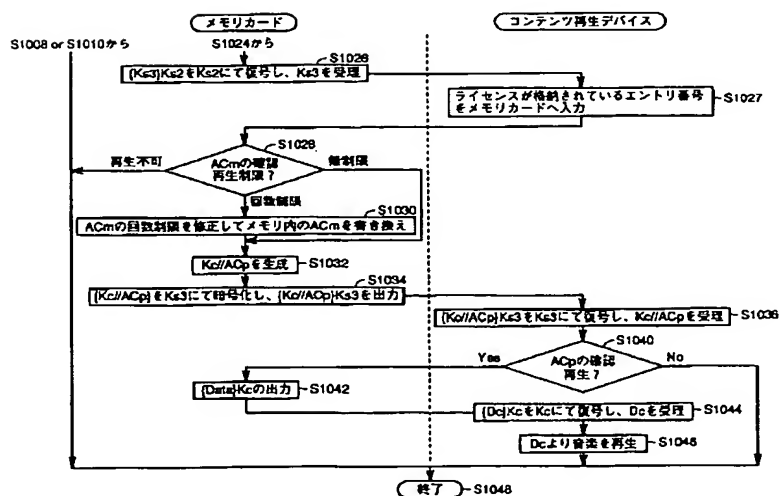 メモリカード
コンテンツ再生デバイス
S1008 or S1010から
S1024から
S1026
{Ks3}Ks2をKs2にて復号し、Ks3を受理
ライセンスが格納されているエントリ番号
をメモリカードへ入力
S1027
S1028
再生不可
ACmの確認
再生制限?
無制限
回数制限
S1030
ACmの回数制限を修正してメモリ内のACmを書き換え
Kc//ACpを生成
S1032
S1034
{Kc//ACp}をKs3にて暗号化し、{Kc//ACp}Ks3を出力
{Kc//ACp}Ks3をKs3にて復号し、Kc//ACpを受理
S1036
S1040
Yes
ACpの確認
再生?
No
{Data}Kcの出力
S1042
{Dc}KcをKcにて復号し、Dcを受理
S1044
Dcより音楽を再生
S1046
終了
S1048